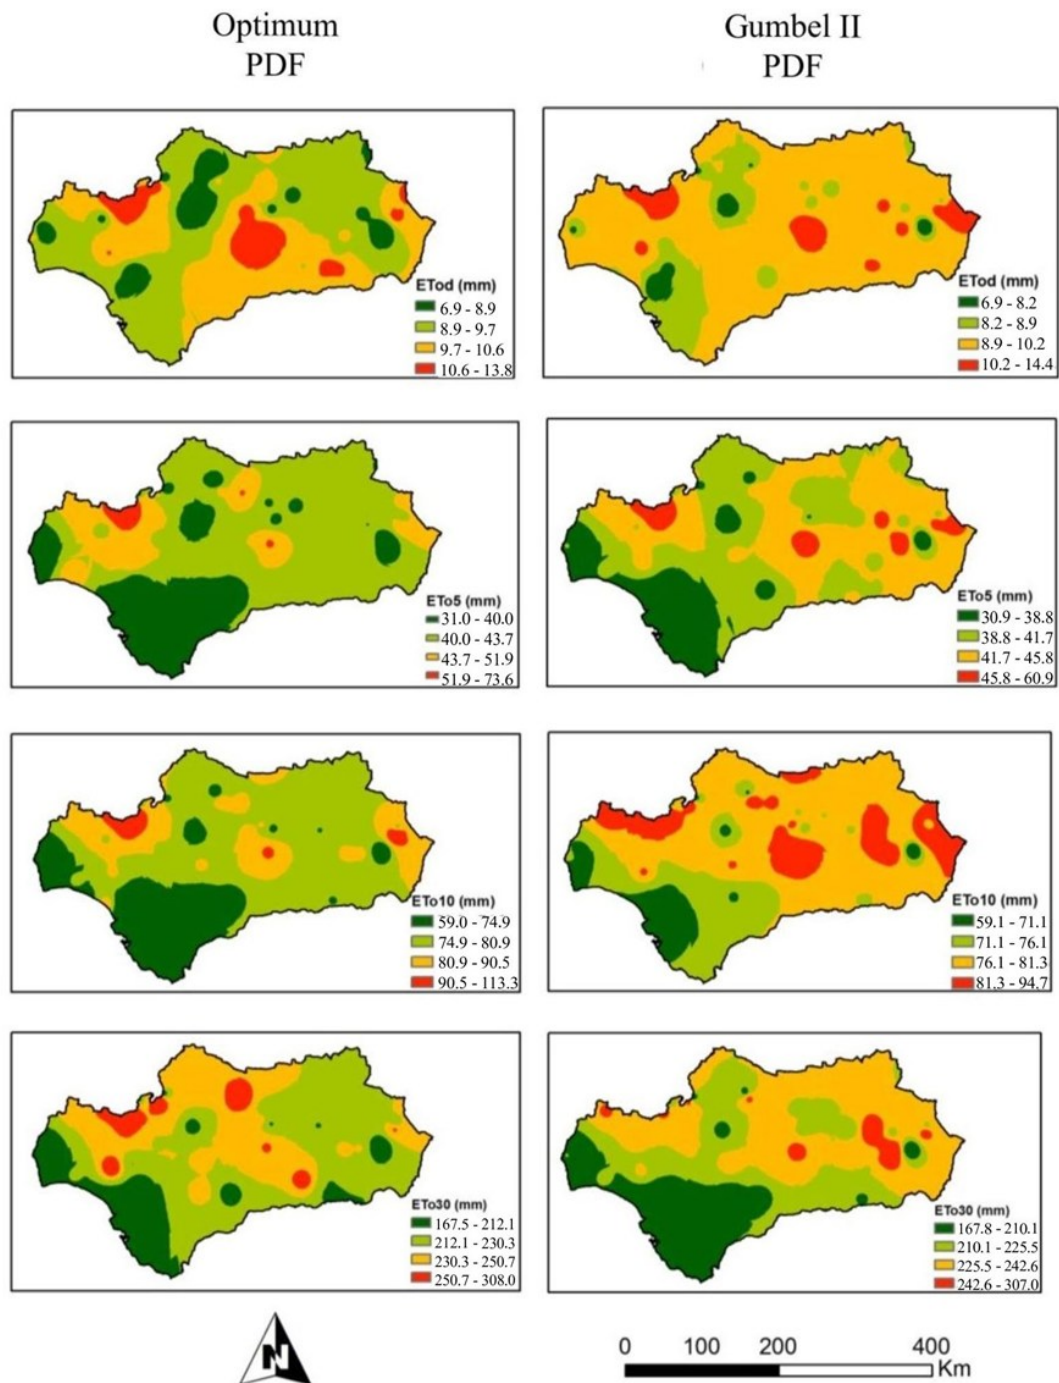 Optimum
PDF
Gumbel II
PDF
ETod (mm)
6.9 - 8.9
8.9 - 9.7
9.7 - 10.6
10.6 - 13.8
ETod (mm)
6.9 - 8.2
8.2 - 8.9
8.9 - 10.2
10.2 - 14.4
ETo5 (mm)
31.0 - 40.0
40.0 - 43.7
43.7 - 51.9
51.9 - 73.6
ETo5 (mm)
30.9 - 38.8
38.8 - 41.7
41.7 - 45.8
45.8 - 60.9
ETo10 (mm)
59.0 - 74.9
74.9 - 80.9
80.9 - 90.5
90.5 - 113.3
ETo10 (mm)
59.1 - 71.1
71.1 - 76.1
76.1 - 81.3
81.3 - 94.7
ETo30 (mm)
167.5 - 212.1
212.1 - 230.3
230.3 - 250.7
250.7 - 308.0
ETo30 (mm)
167.8 - 210.1
210.1 - 225.5
225.5 - 242.6
242.6 - 307.0
N
0 100 200 400
Km